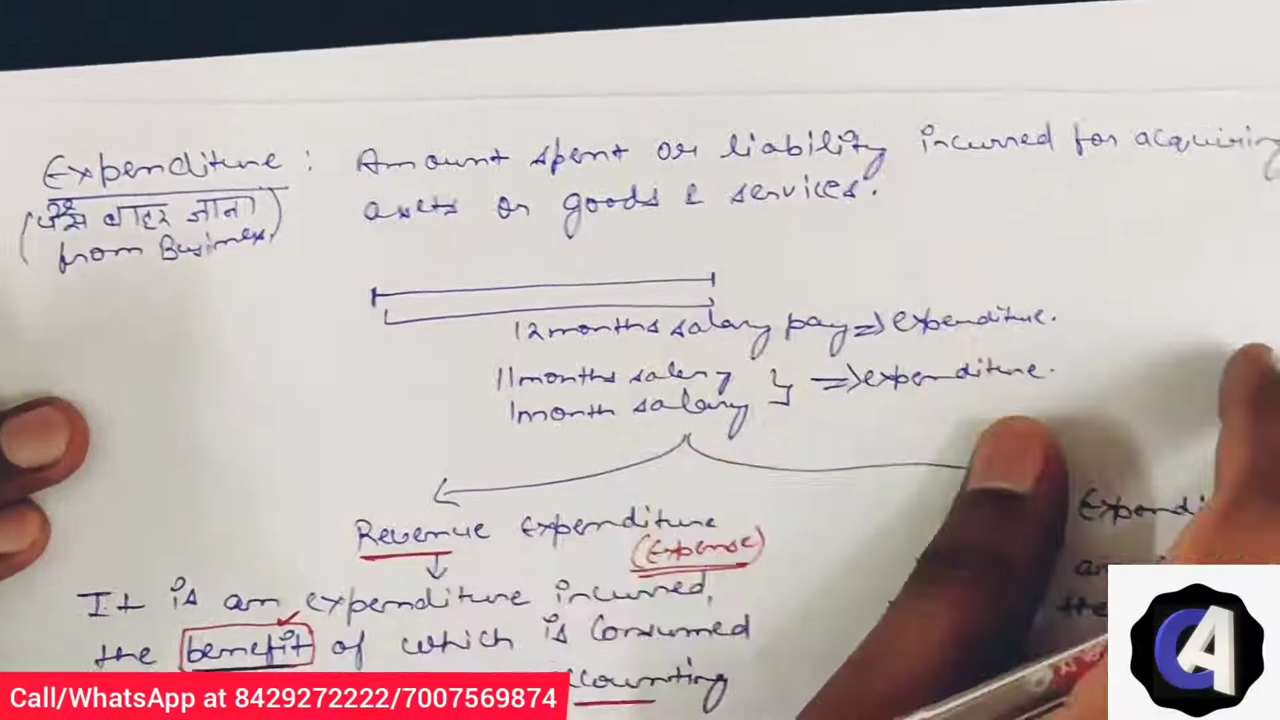 Expenditure : Amount spent or liability incurred for acquiring
(पैसे बाहर जाना assets or goods & services.
from Business)
12 months salary pay => expenditure.
11 months salary } => expenditure.
1 month salary
Revenue expenditure
(Expense)
It is an expenditure incurred,
the benefit of which is consumed
accounting
Call/WhatsApp at 8429272222/7007569874
CA